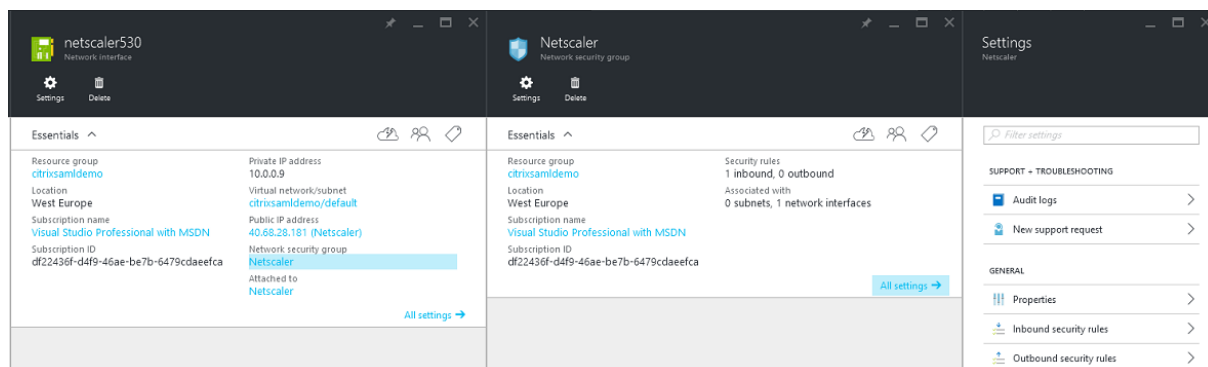 netscaler530
Network interface
Settings
Delete
Essentials
Resource group
citrixsamldemo
Location
West Europe
Subscription name
Visual Studio Professional with MSDN
Subscription ID
df22436f-d4f9-46ae-be7b-6479cdaeefca
Private IP address
10.0.0.9
Virtual network/subnet
citrixsamldemo/default
Public IP address
40.68.28.181 (Netscaler)
Network security group
Netscaler
Attached to
Netscaler
All settings →
Netscaler
Network security group
Settings
Delete
Essentials
Resource group
citrixsamldemo
Location
West Europe
Subscription name
Visual Studio Professional with MSDN
Subscription ID
df22436f-d4f9-46ae-be7b-6479cdaeefca
Security rules
1 inbound, 0 outbound
Associated with
0 subnets, 1 network interfaces
All settings →
Settings
Netscaler
Filter settings
SUPPORT + TROUBLESHOOTING
Audit logs
New support request
GENERAL
Properties
Inbound security rules
Outbound security rules